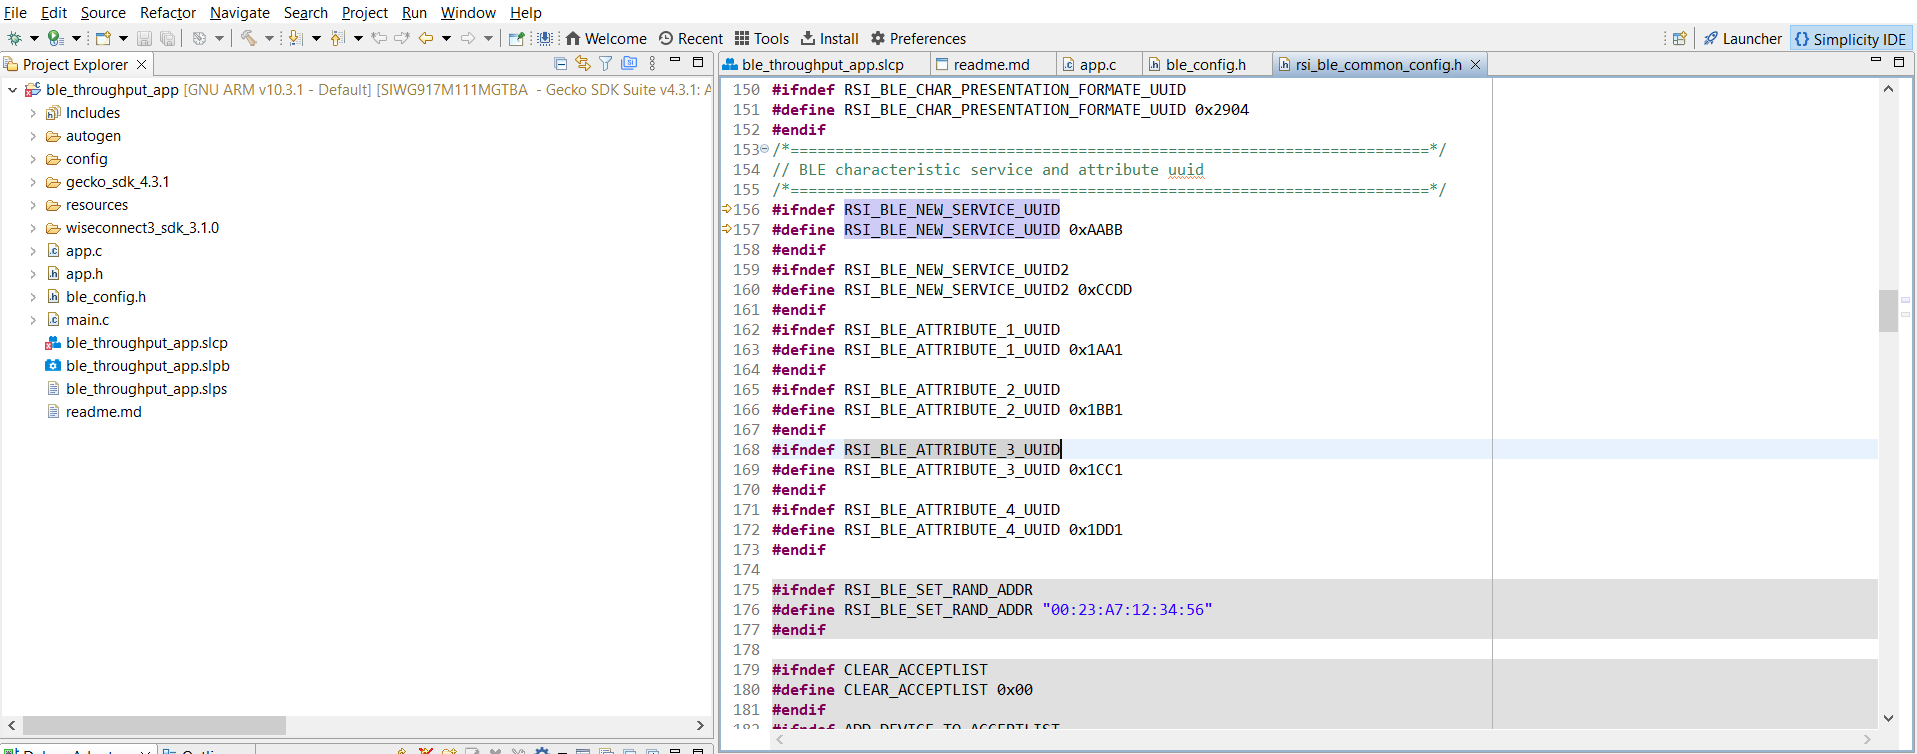 File Edit Source Refactor Navigate Search Project Run Window Help
Welcome Recent Tools Install Preferences Launcher {} Simplicity IDE
Project Explorer
ble_throughput_app [GNU ARM v10.3.1 - Default] [SIWG917M111MGTBA - Gecko SDK Suite v4.3.1: A
Includes
autogen
config
gecko_sdk_4.3.1
resources
wiseconnect3_sdk_3.1.0
app.c
app.h
ble_config.h
main.c
ble_throughput_app.slcp
ble_throughput_app.slpb
ble_throughput_app.slps
readme.md
ble_throughput_app.slcp readme.md app.c ble_config.h rsi_ble_common_config.h
150 #ifndef RSI_BLE_CHAR_PRESENTATION_FORMATE_UUID
151 #define RSI_BLE_CHAR_PRESENTATION_FORMATE_UUID 0x2904
152 #endif
153 /*=======================================================================*/
154 // BLE characteristic service and attribute uuid
155 /*=======================================================================*/
156 #ifndef RSI_BLE_NEW_SERVICE_UUID
157 #define RSI_BLE_NEW_SERVICE_UUID 0xAABB
158 #endif
159 #ifndef RSI_BLE_NEW_SERVICE_UUID2
160 #define RSI_BLE_NEW_SERVICE_UUID2 0xCCDD
161 #endif
162 #ifndef RSI_BLE_ATTRIBUTE_1_UUID
163 #define RSI_BLE_ATTRIBUTE_1_UUID 0x1AA1
164 #endif
165 #ifndef RSI_BLE_ATTRIBUTE_2_UUID
166 #define RSI_BLE_ATTRIBUTE_2_UUID 0x1BB1
167 #endif
168 #ifndef RSI_BLE_ATTRIBUTE_3_UUID
169 #define RSI_BLE_ATTRIBUTE_3_UUID 0x1CC1
170 #endif
171 #ifndef RSI_BLE_ATTRIBUTE_4_UUID
172 #define RSI_BLE_ATTRIBUTE_4_UUID 0x1DD1
173 #endif
174
175 #ifndef RSI_BLE_SET_RAND_ADDR
176 #define RSI_BLE_SET_RAND_ADDR "00:23:A7:12:34:56"
177 #endif
178
179 #ifndef CLEAR_ACCEPTLIST
180 #define CLEAR_ACCEPTLIST 0x00
181 #endif
182 #ifndef ADD_DEVICE_TO_ACCEPTLIST